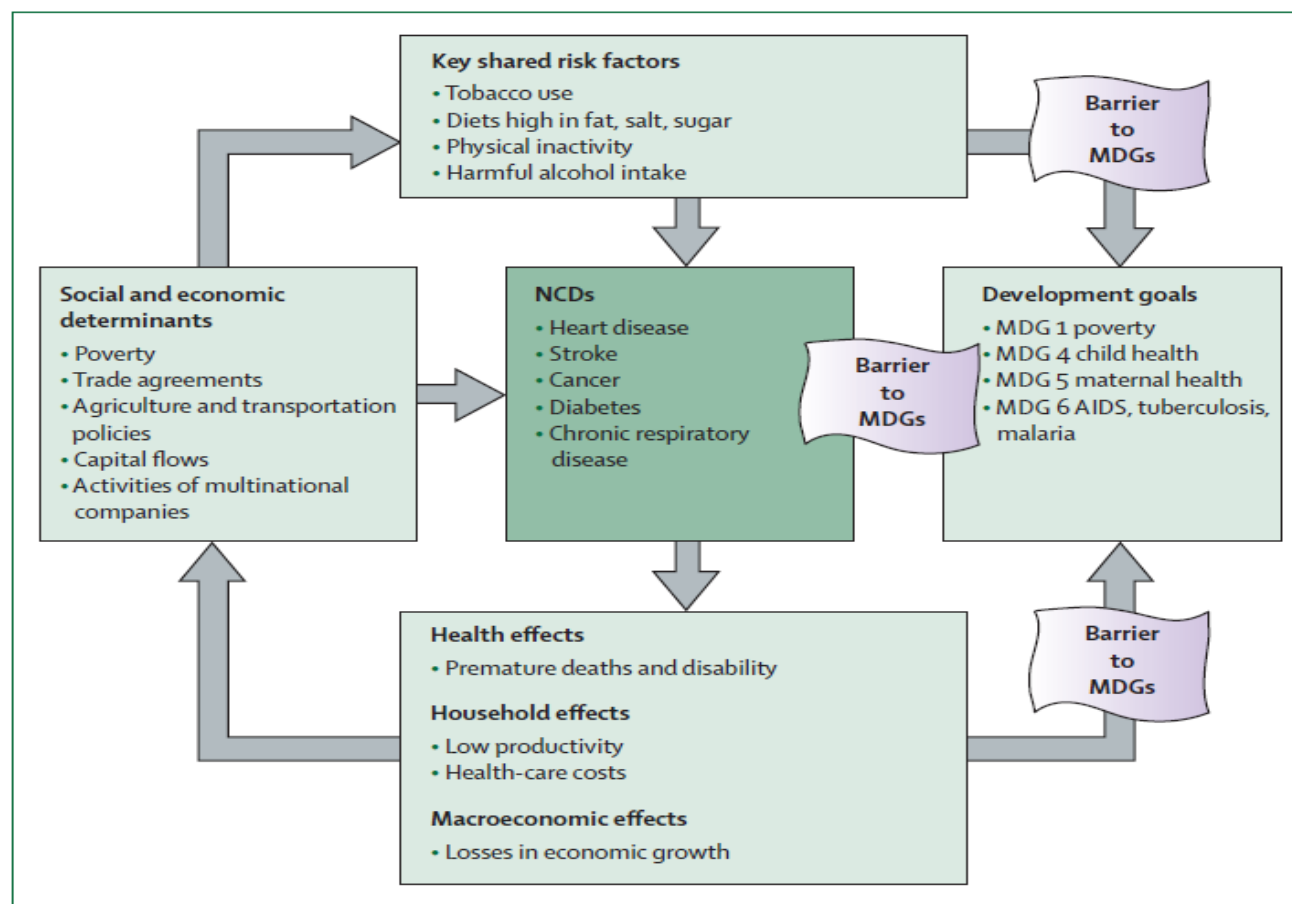 Key shared risk factors
• Tobacco use
• Diets high in fat, salt, sugar
• Physical inactivity
• Harmful alcohol intake
Barrier
to
MDGs
Social and economic
determinants
• Poverty
• Trade agreements
• Agriculture and transportation
policies
• Capital flows
• Activities of multinational
companies
NCDs
• Heart disease
• Stroke
• Cancer
• Diabetes
• Chronic respiratory
disease
Barrier
to
MDGs
Development goals
• MDG 1 poverty
• MDG 4 child health
• MDG 5 maternal health
• MDG 6 AIDS, tuberculosis,
malaria
Health effects
• Premature deaths and disability
Household effects
• Low productivity
• Health-care costs
Macroeconomic effects
• Losses in economic growth
Barrier
to
MDGs